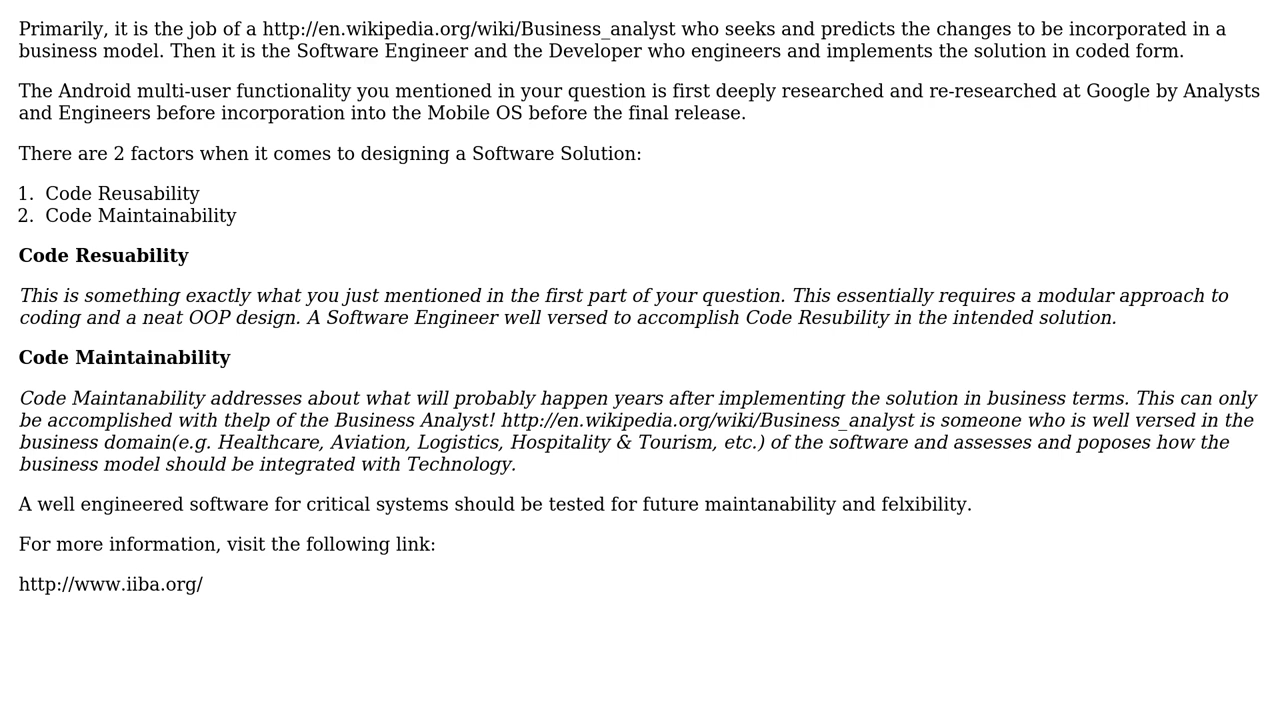 Primarily, it is the job of a http://en.wikipedia.org/wiki/Business_analyst who seeks and predicts the changes to be incorporated in a
business model. Then it is the Software Engineer and the Developer who engineers and implements the solution in coded form.
The Android multi-user functionality you mentioned in your question is first deeply researched and re-researched at Google by Analysts
and Engineers before incorporation into the Mobile OS before the final release.
There are 2 factors when it comes to designing a Software Solution:
1. Code Reusability
2. Code Maintainability
Code Resuability
This is something exactly what you just mentioned in the first part of your question. This essentially requires a modular approach to
coding and a neat OOP design. A Software Engineer well versed to accomplish Code Resubility in the intended solution.
Code Maintainability
Code Maintanability addresses about what will probably happen years after implementing the solution in business terms. This can only
be accomplished with thelp of the Business Analyst! http://en.wikipedia.org/wiki/Business_analyst is someone who is well versed in the
business domain(e.g. Healthcare, Aviation, Logistics, Hospitality & Tourism, etc.) of the software and assesses and poposes how the
business model should be integrated with Technology.
A well engineered software for critical systems should be tested for future maintanability and felxibility.
For more information, visit the following link:
http://www.iiba.org/